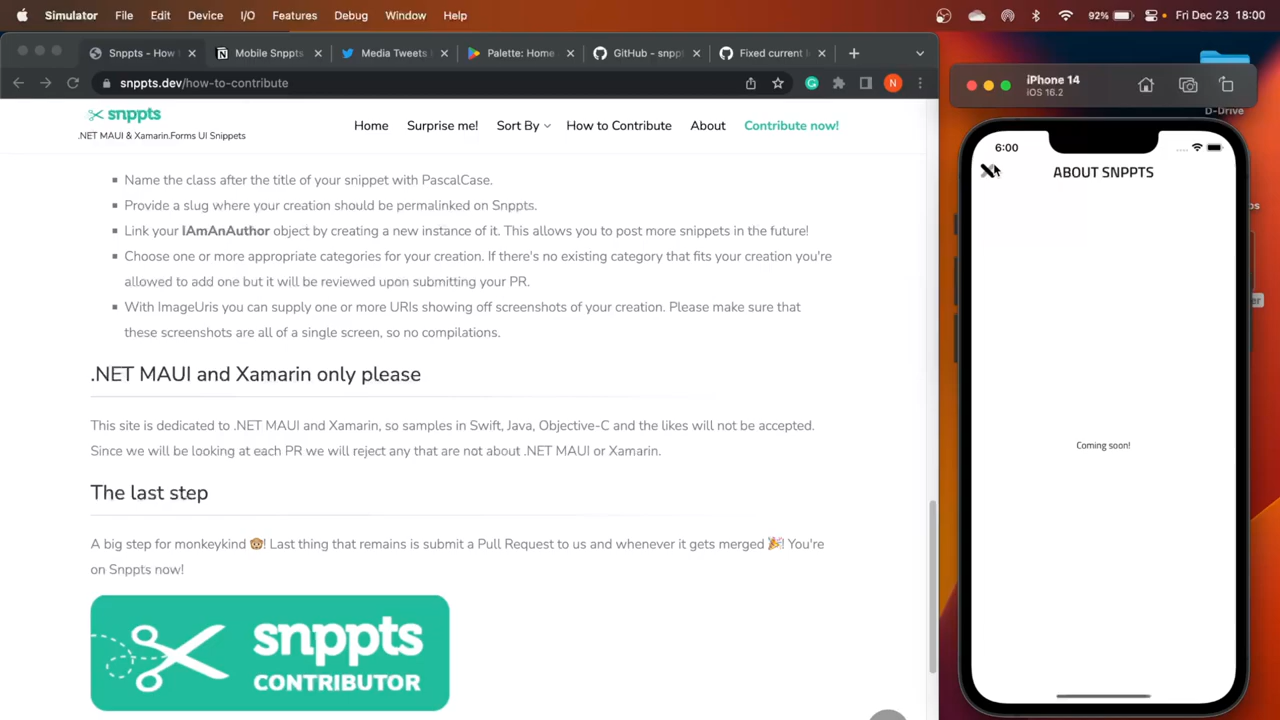 Simulator File Edit Device I/O Features Debug Window Help 92% Fri Dec 23 18:00
Snppts - How Mobile Snppts Media Tweets Palette: Home GitHub - snppt Fixed current i
snppts.dev/how-to-contribute N
snppts
.NET MAUI & Xamarin.Forms UI Snippets
Home Surprise me! Sort By How to Contribute About Contribute now!
Name the class after the title of your snippet with PascalCase.
Provide a slug where your creation should be permalinked on Snppts.
Link your IAmAnAuthor object by creating a new instance of it. This allows you to post more snippets in the future!
Choose one or more appropriate categories for your creation. If there's no existing category that fits your creation you're
allowed to add one but it will be reviewed upon submitting your PR.
With ImageUris you can supply one or more URIs showing off screenshots of your creation. Please make sure that
these screenshots are all of a single screen, so no compilations.
.NET MAUI and Xamarin only please
This site is dedicated to .NET MAUI and Xamarin, so samples in Swift, Java, Objective-C and the likes will not be accepted.
Since we will be looking at each PR we will reject any that are not about .NET MAUI or Xamarin.
The last step
A big step for monkeykind 🐵! Last thing that remains is submit a Pull Request to us and whenever it gets merged 🎉! You're
on Snppts now!
snppts
CONTRIBUTOR
iPhone 14
iOS 16.2
D-Drive
6:00
ABOUT SNPPTS
Coming soon!